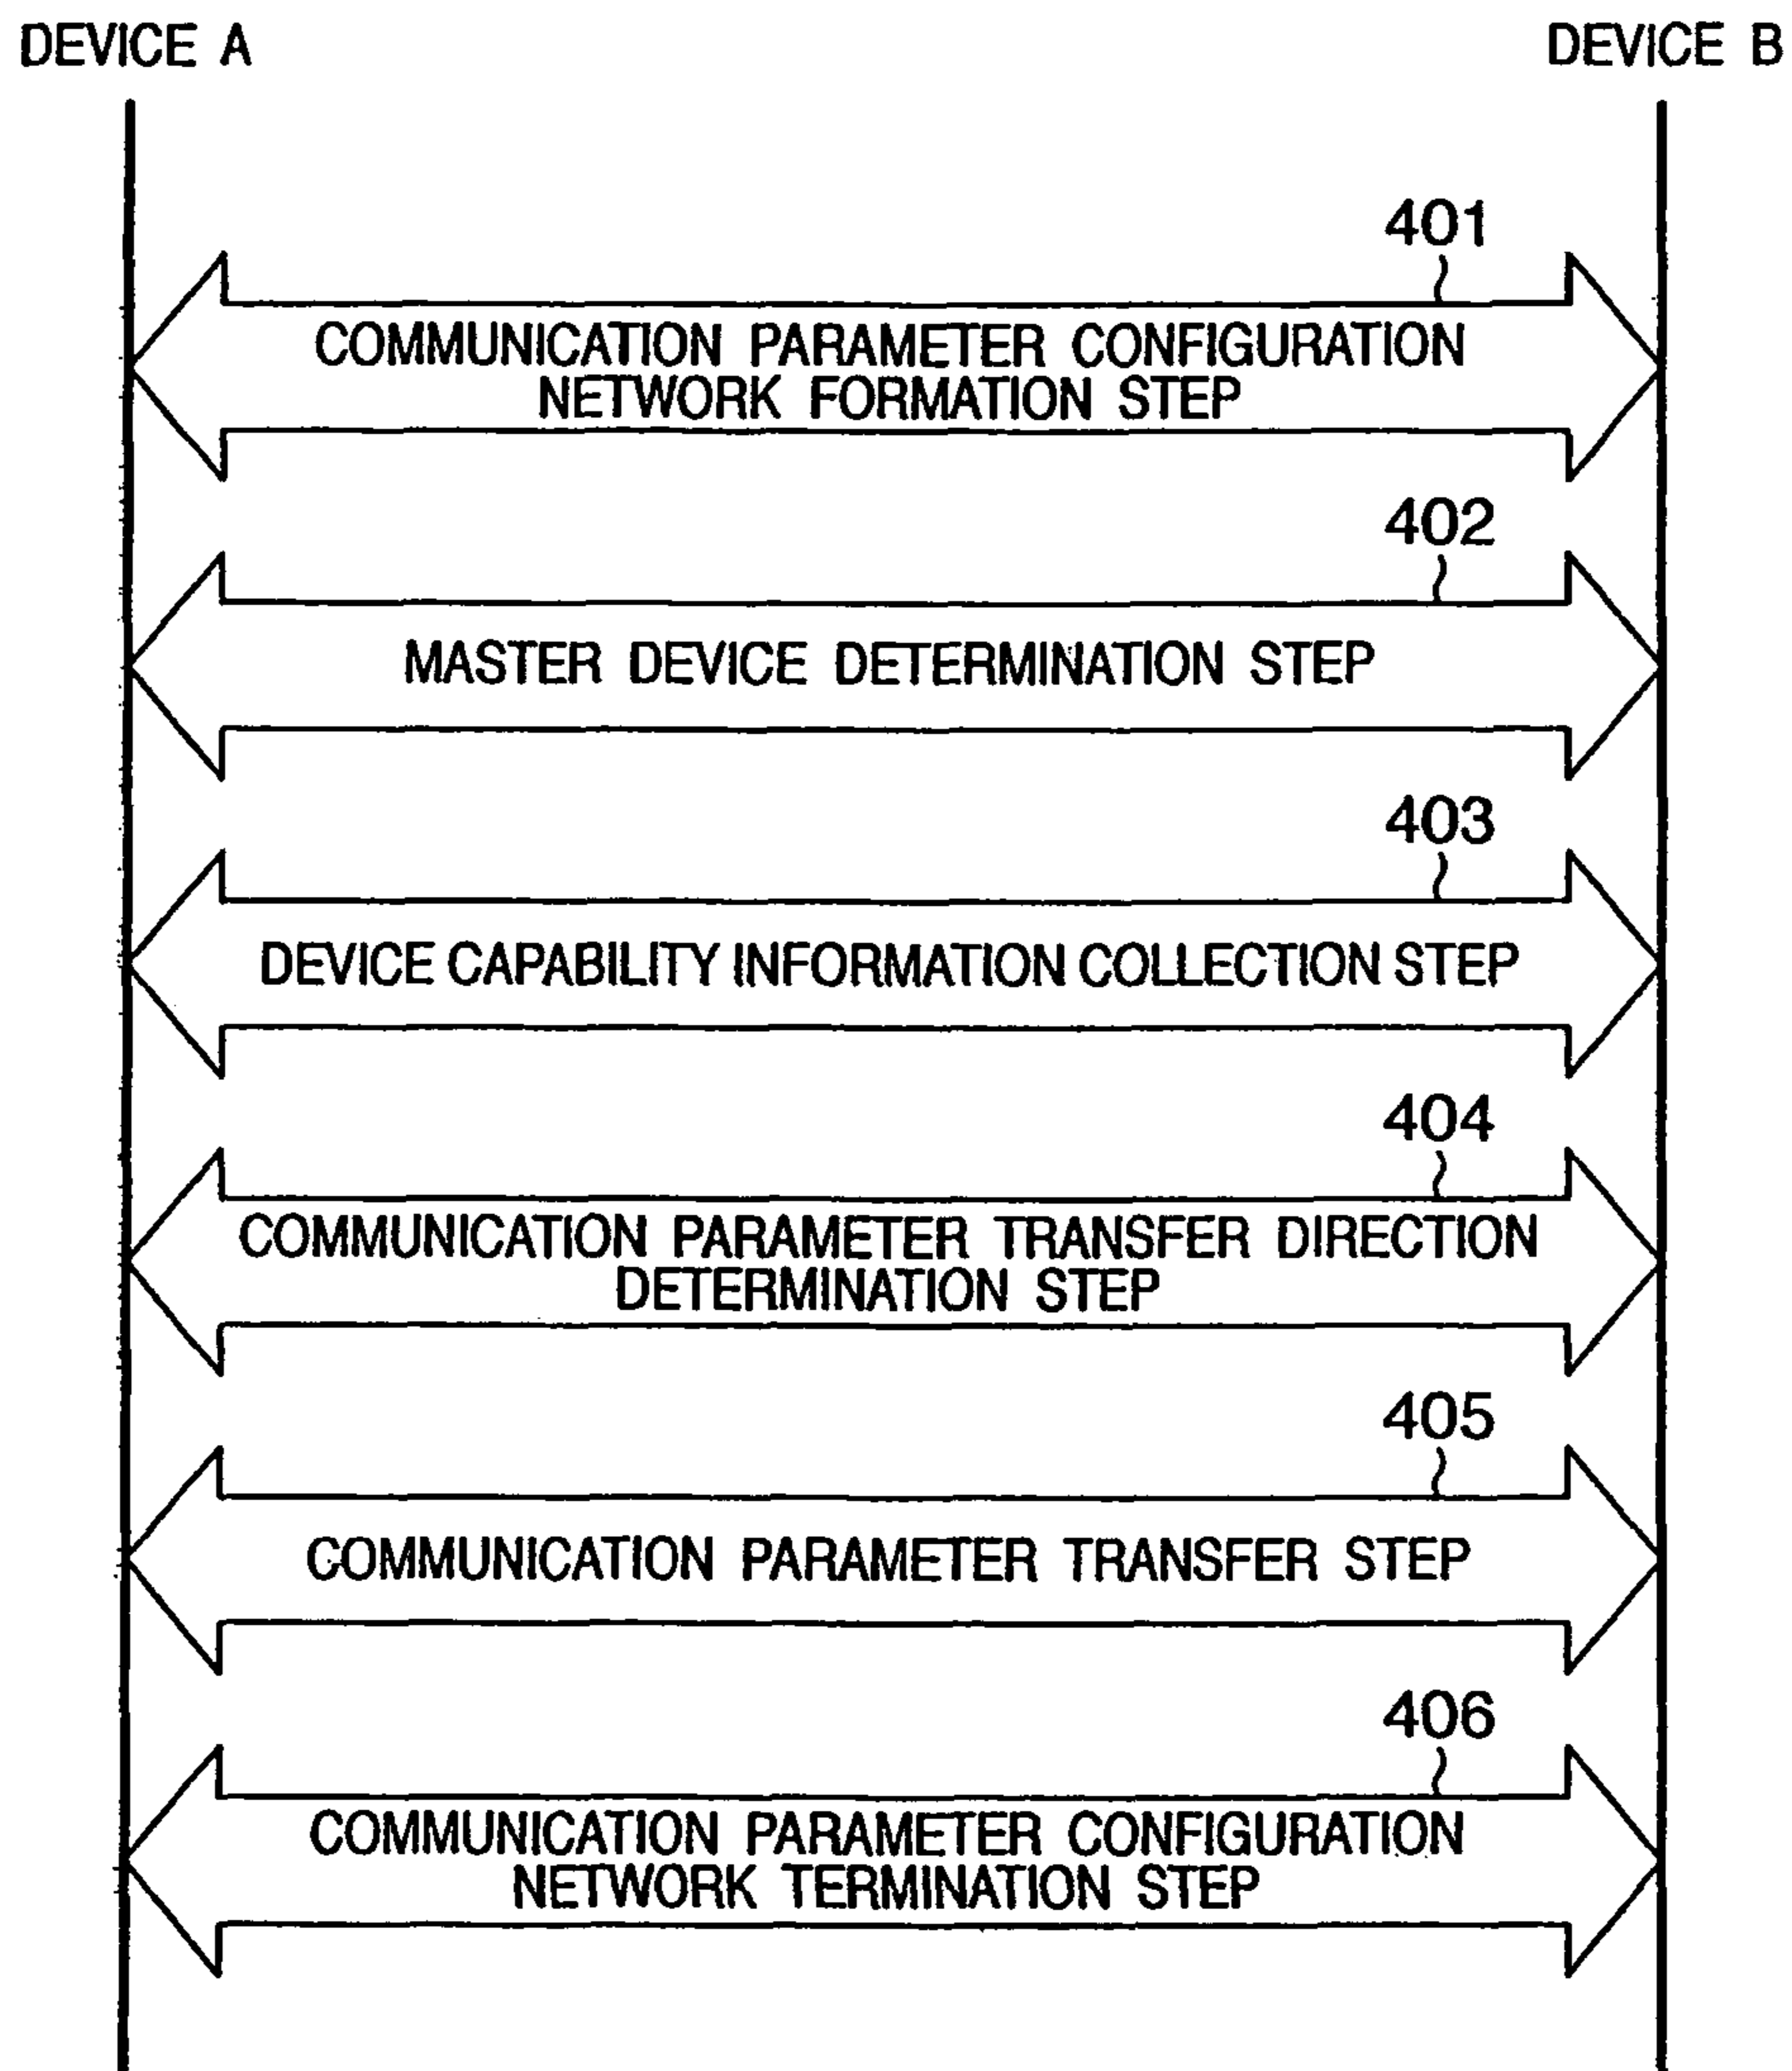 DEVICE A
DEVICE B
401
COMMUNICATION PARAMETER CONFIGURATION
NETWORK FORMATION STEP
402
MASTER DEVICE DETERMINATION STEP
403
DEVICE CAPABILITY INFORMATION COLLECTION STEP
404
COMMUNICATION PARAMETER TRANSFER DIRECTION
DETERMINATION STEP
405
COMMUNICATION PARAMETER TRANSFER STEP
406
COMMUNICATION PARAMETER CONFIGURATION
NETWORK TERMINATION STEP